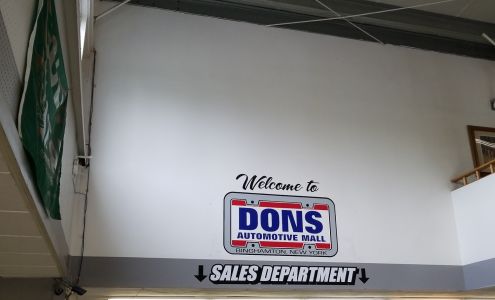 Welcome to
DONS
AUTOMOTIVE MALL
BINGHAMTON, NEW YORK
SALES DEPARTMENT